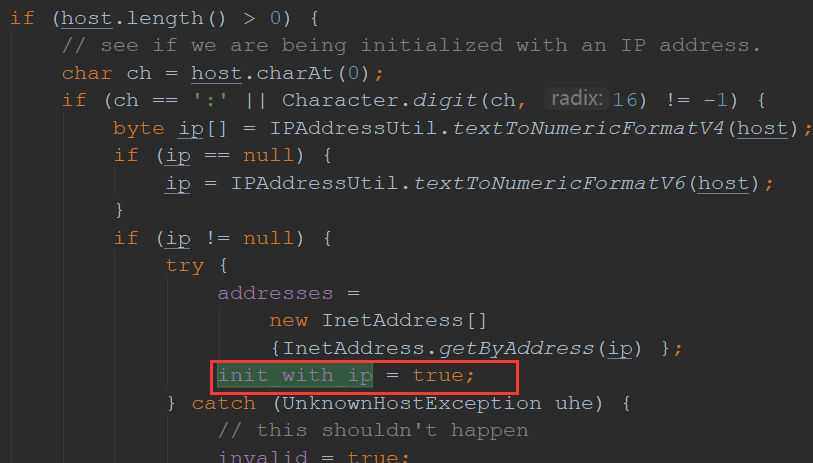 if (host.length() > 0) {
// see if we are being initialized with an IP address.
char ch = host.charAt(0);
if (ch == ':' || Character.digit(ch, radix: 16) != -1) {
byte ip[] = IPAddressUtil.textToNumericFormatV4(host);
if (ip == null) {
ip = IPAddressUtil.textToNumericFormatV6(host);
}
if (ip != null) {
try {
addresses =
new InetAddress[]
{InetAddress.getByAddress(ip) };
init_with_ip = true;
} catch (UnknownHostException uhe) {
// this shouldn't happen
invalid = true;